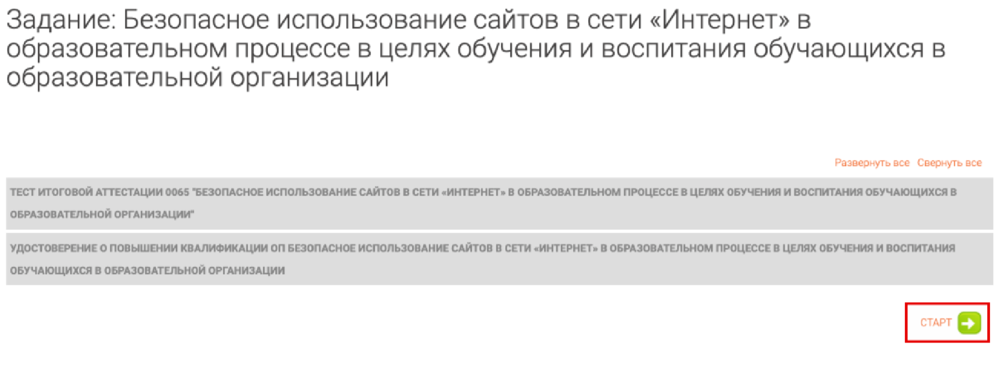 Задание: Безопасное использование сайтов в сети «Интернет» в
образовательном процессе в целях обучения и воспитания обучающихся в
образовательной организации
Развернуть все Свернуть все
ТЕСТ ИТОГОВОЙ АТТЕСТАЦИИ 0065 "БЕЗОПАСНОЕ ИСПОЛЬЗОВАНИЕ САЙТОВ В СЕТИ «ИНТЕРНЕТ» В ОБРАЗОВАТЕЛЬНОМ ПРОЦЕССЕ В ЦЕЛЯХ ОБУЧЕНИЯ И ВОСПИТАНИЯ ОБУЧАЮЩИХСЯ В
ОБРАЗОВАТЕЛЬНОЙ ОРГАНИЗАЦИИ"
УДОСТОВЕРЕНИЕ О ПОВЫШЕНИИ КВАЛИФИКАЦИИ ОП БЕЗОПАСНОЕ ИСПОЛЬЗОВАНИЕ САЙТОВ В СЕТИ «ИНТЕРНЕТ» В ОБРАЗОВАТЕЛЬНОМ ПРОЦЕССЕ В ЦЕЛЯХ ОБУЧЕНИЯ И ВОСПИТАНИЯ
ОБУЧАЮЩИХСЯ В ОБРАЗОВАТЕЛЬНОЙ ОРГАНИЗАЦИИ
СТАРТ